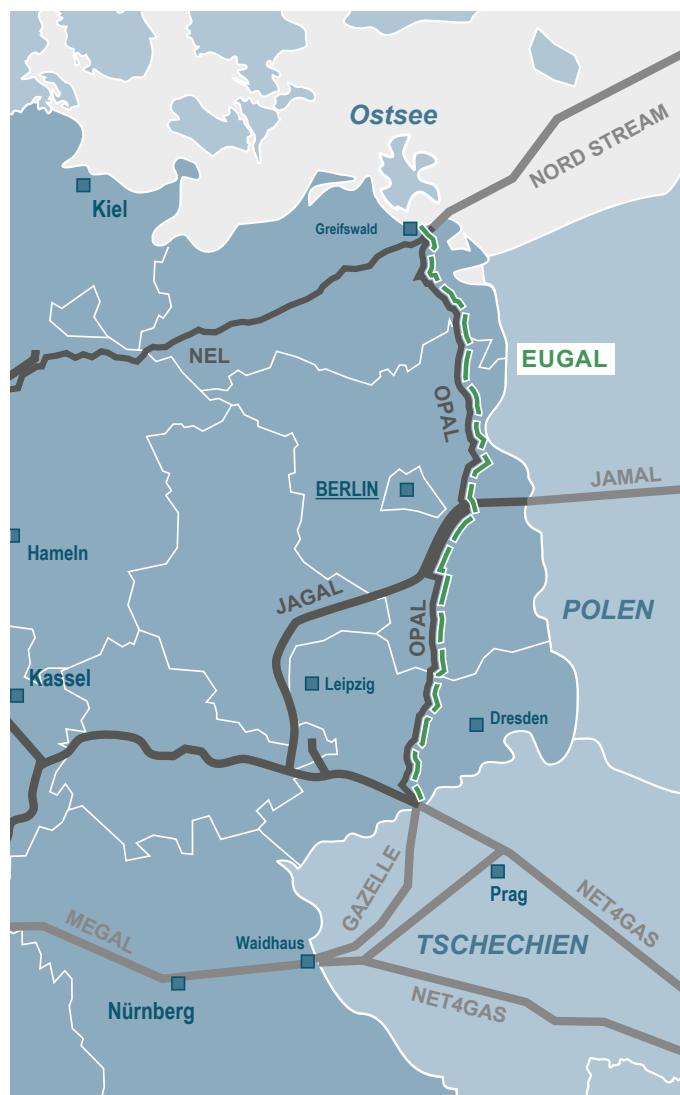 Ostsee
NORD STREAM
Kiel
Greifswald
NEL
EUGAL
OPAL
BERLIN
JAMAL
Hameln
JAGAL
OPAL
POLEN
Kassel
Leipzig
Dresden
GAZELLE
Prag
NET4GAS
MEGAL
Waidhaus
TSCHECHIEN
NET4GAS
Nürnberg